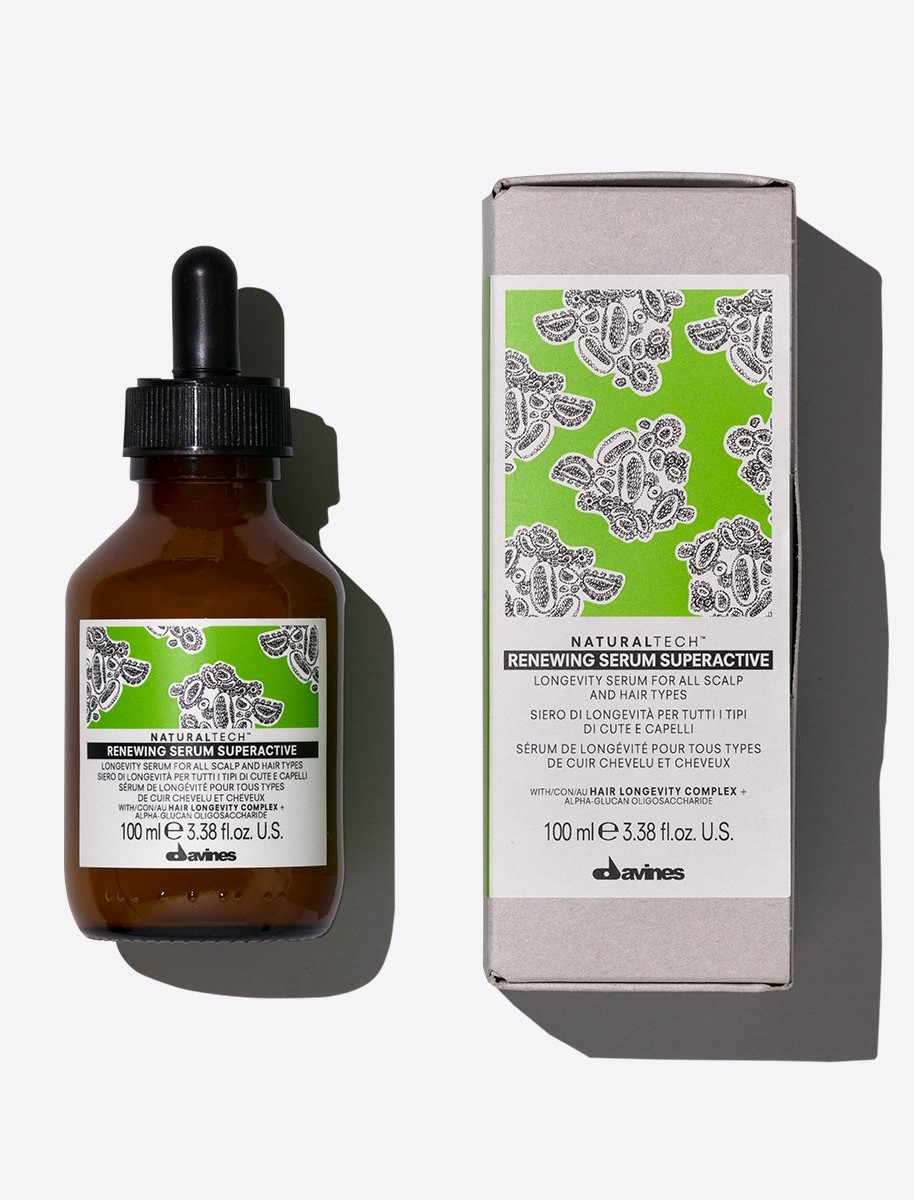 NATURALTECH™
RENEWING SERUM SUPERACTIVE
LONGEVITY SERUM FOR ALL SCALP AND HAIR TYPES
SIERO DI LONGEVITÀ PER TUTTI I TIPI DI CUTE E CAPELLI
SÉRUM DE LONGÉVITÉ POUR TOUS TYPES
DE CUIR CHEVELU ET CHEVEUX
WITH/CON/AU HAIR LONGEVITY COMPLEX +
ALPHA-GLUCAN OLIGOSACCHARIDE
100 ml ℮ 3.38 fl.oz. U.S.
davines
NATURALTECH™
RENEWING SERUM SUPERACTIVE
LONGEVITY SERUM FOR ALL SCALP
AND HAIR TYPES
SIERO DI LONGEVITÀ PER TUTTI I TIPI
DI CUTE E CAPELLI
SÉRUM DE LONGÉVITÉ POUR TOUS TYPES
DE CUIR CHEVELU ET CHEVEUX
WITH/CON/AU HAIR LONGEVITY COMPLEX +
ALPHA-GLUCAN OLIGOSACCHARIDE
100 ml ℮ 3.38 fl.oz. U.S.
davines